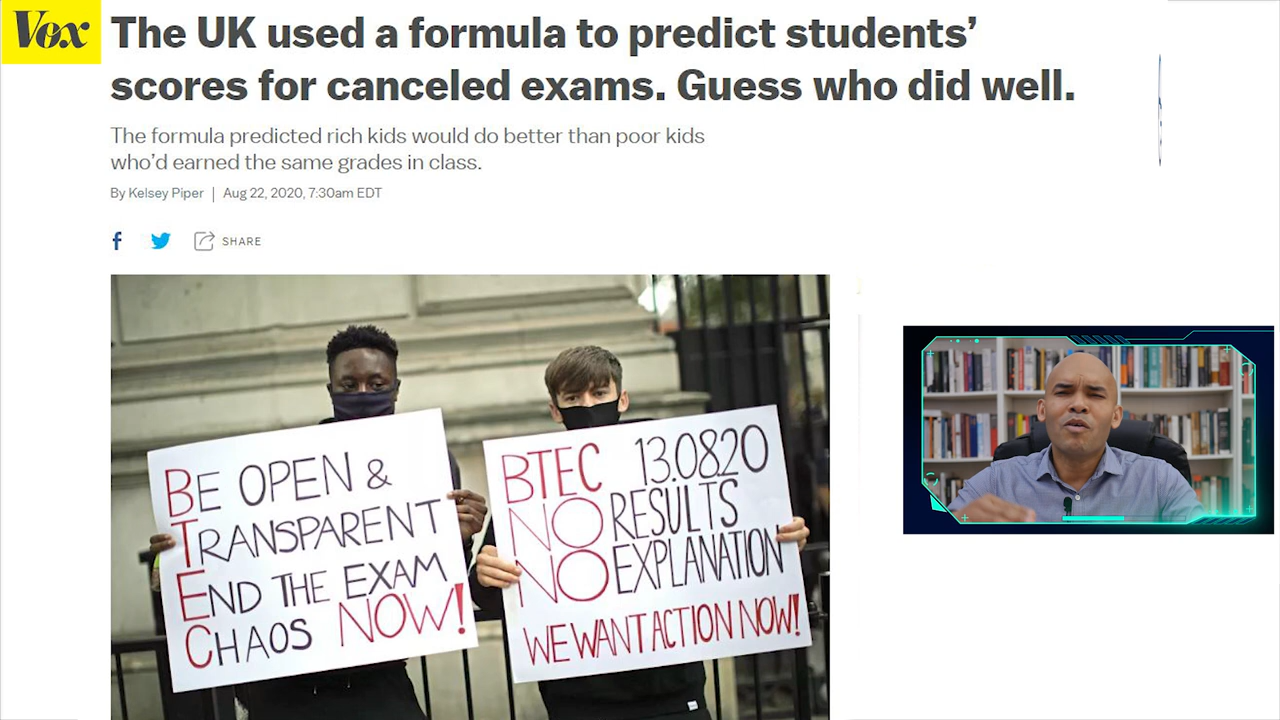 Vox
The UK used a formula to predict students’
scores for canceled exams. Guess who did well.
The formula predicted rich kids would do better than poor kids
who’d earned the same grades in class.
By Kelsey Piper | Aug 22, 2020, 7:30am EDT
SHARE
BE OPEN &
TRANSPARENT
END THE EXAM
CHAOS NOW!
BTEC 13.08.20
NO RESULTS
NO EXPLANATION
WE WANT ACTION NOW!